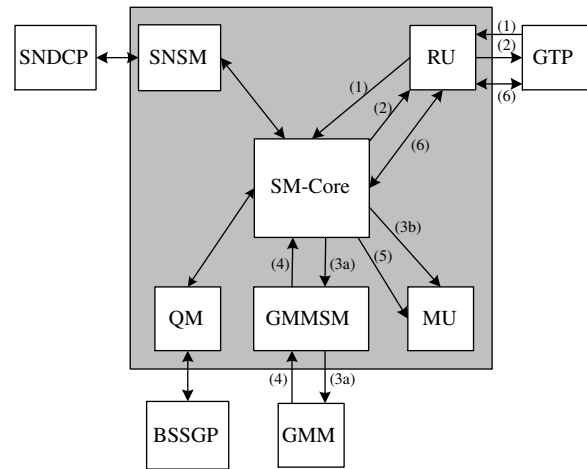 (1)
SNDCP
SNSM
RU
(2)
GTP
(1)
(2)
(6)
(6)
SM-Core
(3b)
(4)
(3a)
(5)
QM
GMMSM
MU
(4)
(3a)
BSSGP
GMM